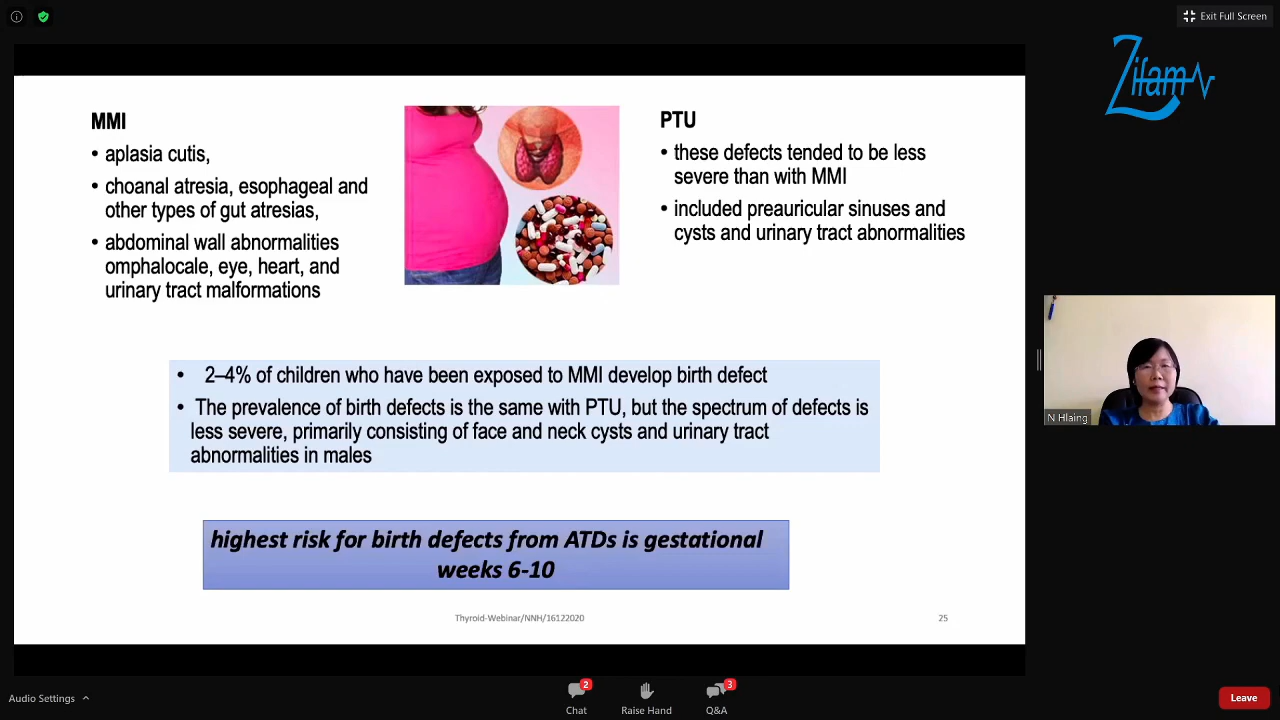 Exit Full Screen
Zifam
MMI
• aplasia cutis,
• choanal atresia, esophageal and
other types of gut atresias,
• abdominal wall abnormalities
omphalocele, eye, heart, and
urinary tract malformations
PTU
• these defects tended to be less
severe than with MMI
• included preauricular sinuses and
cysts and urinary tract abnormalities
• 2–4% of children who have been exposed to MMI develop birth defect
• The prevalence of birth defects is the same with PTU, but the spectrum of defects is
less severe, primarily consisting of face and neck cysts and urinary tract
abnormalities in males
highest risk for birth defects from ATDs is gestational
weeks 6-10
Thyroid-Webinar/NNH/16122020
25
N Hlaing
Audio Settings
2
Chat
Raise Hand
3
Q&A
Leave